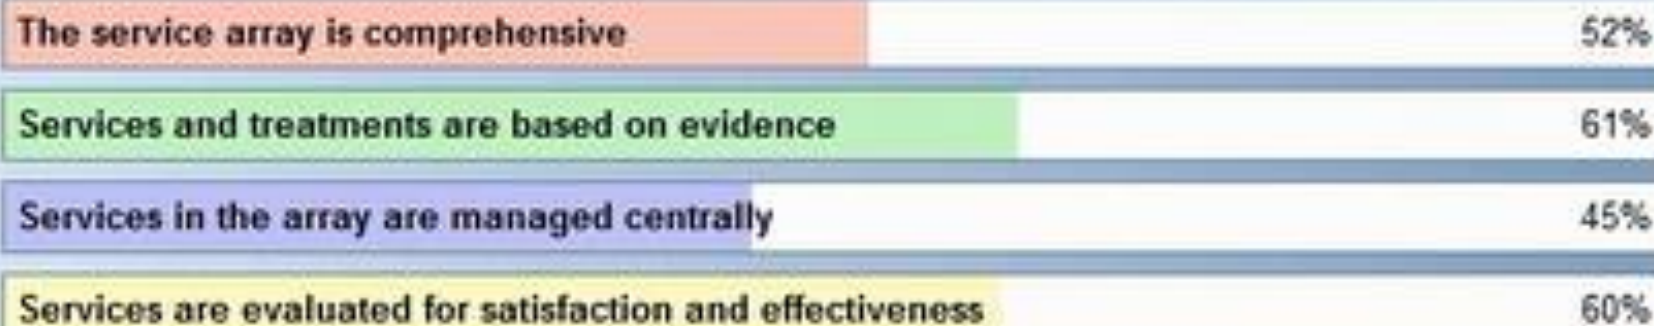 The service array is comprehensive 52%
Services and treatments are based on evidence 61%
Services in the array are managed centrally 45%
Services are evaluated for satisfaction and effectiveness 60%